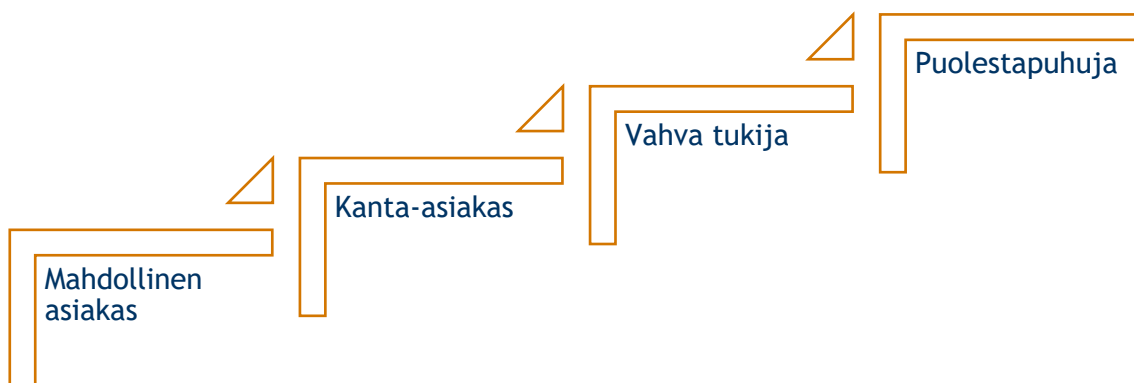 Puolestapuhuja
Vahva tukija
Kanta-asiakas
Mahdollinen
asiakas